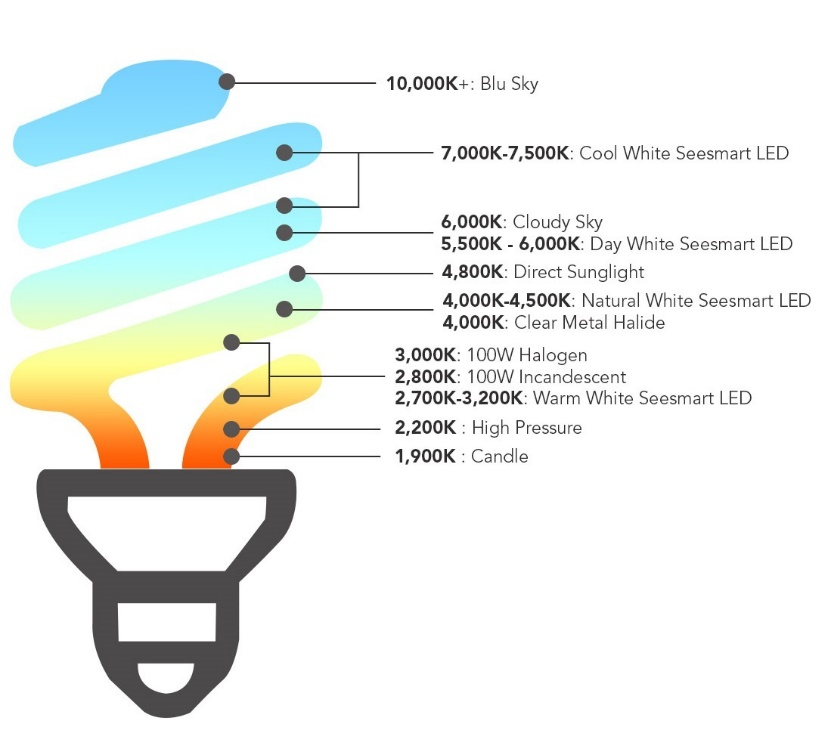 10,000K+: Blu Sky
7,000K-7,500K: Cool White Seesmart LED
6,000K: Cloudy Sky
5,500K - 6,000K: Day White Seesmart LED
4,800K: Direct Sunglight
4,000K-4,500K: Natural White Seesmart LED
4,000K: Clear Metal Halide
3,000K: 100W Halogen
2,800K: 100W Incandescent
2,700K-3,200K: Warm White Seesmart LED
2,200K : High Pressure
1,900K : Candle